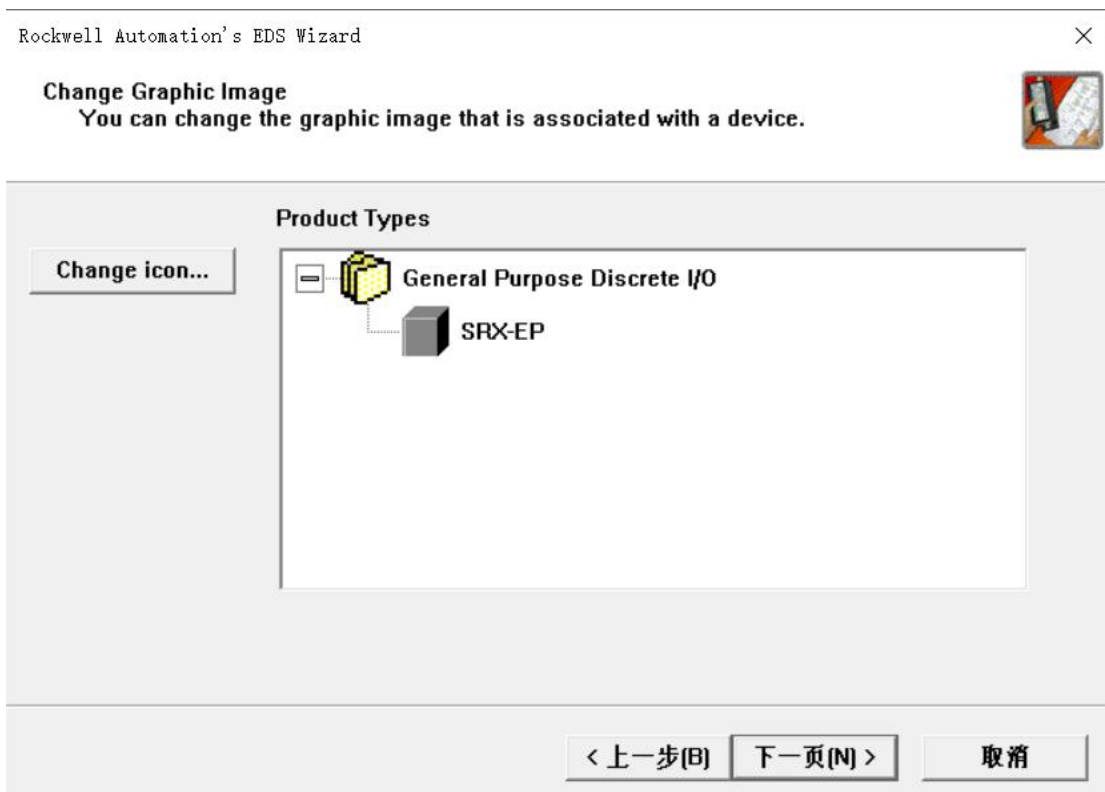 Rockwell Automation's EDS Wizard
Change Graphic Image
You can change the graphic image that is associated with a device.
Product Types
Change icon...
General Purpose Discrete I/O
SRX-EP
< 上一步(B)
下一页(N) >
取消